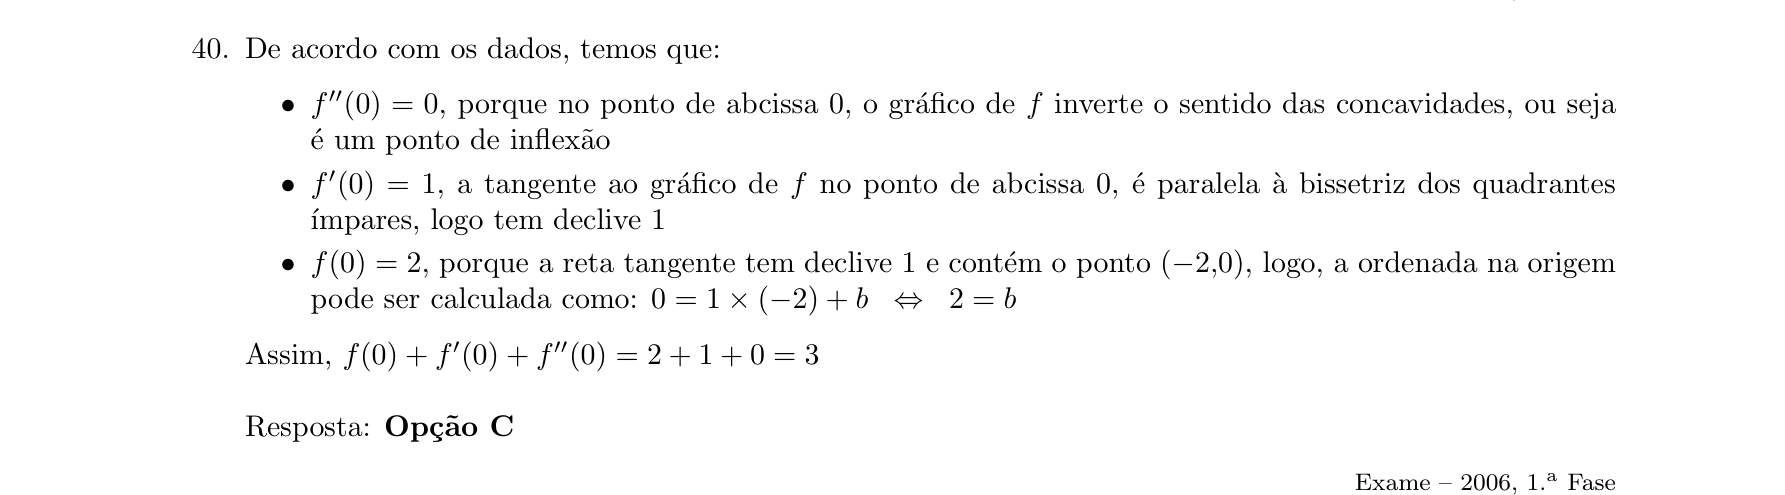 40. De acordo com os dados, temos que:
• f′′(0) = 0, porque no ponto de abcissa 0, o gráfico de f inverte o sentido das concavidades, ou seja
é um ponto de inflexão
• f′(0) = 1, a tangente ao gráfico de f no ponto de abcissa 0, é paralela à bissetriz dos quadrantes
ímpares, logo tem declive 1
• f(0) = 2, porque a reta tangente tem declive 1 e contém o ponto (−2,0), logo, a ordenada na origem
pode ser calculada como: 0 = 1 × (−2) + b ⇔ 2 = b
Assim, f(0) + f′(0) + f′′(0) = 2 + 1 + 0 = 3
Resposta: Opção C
Exame – 2006, 1.ª Fase